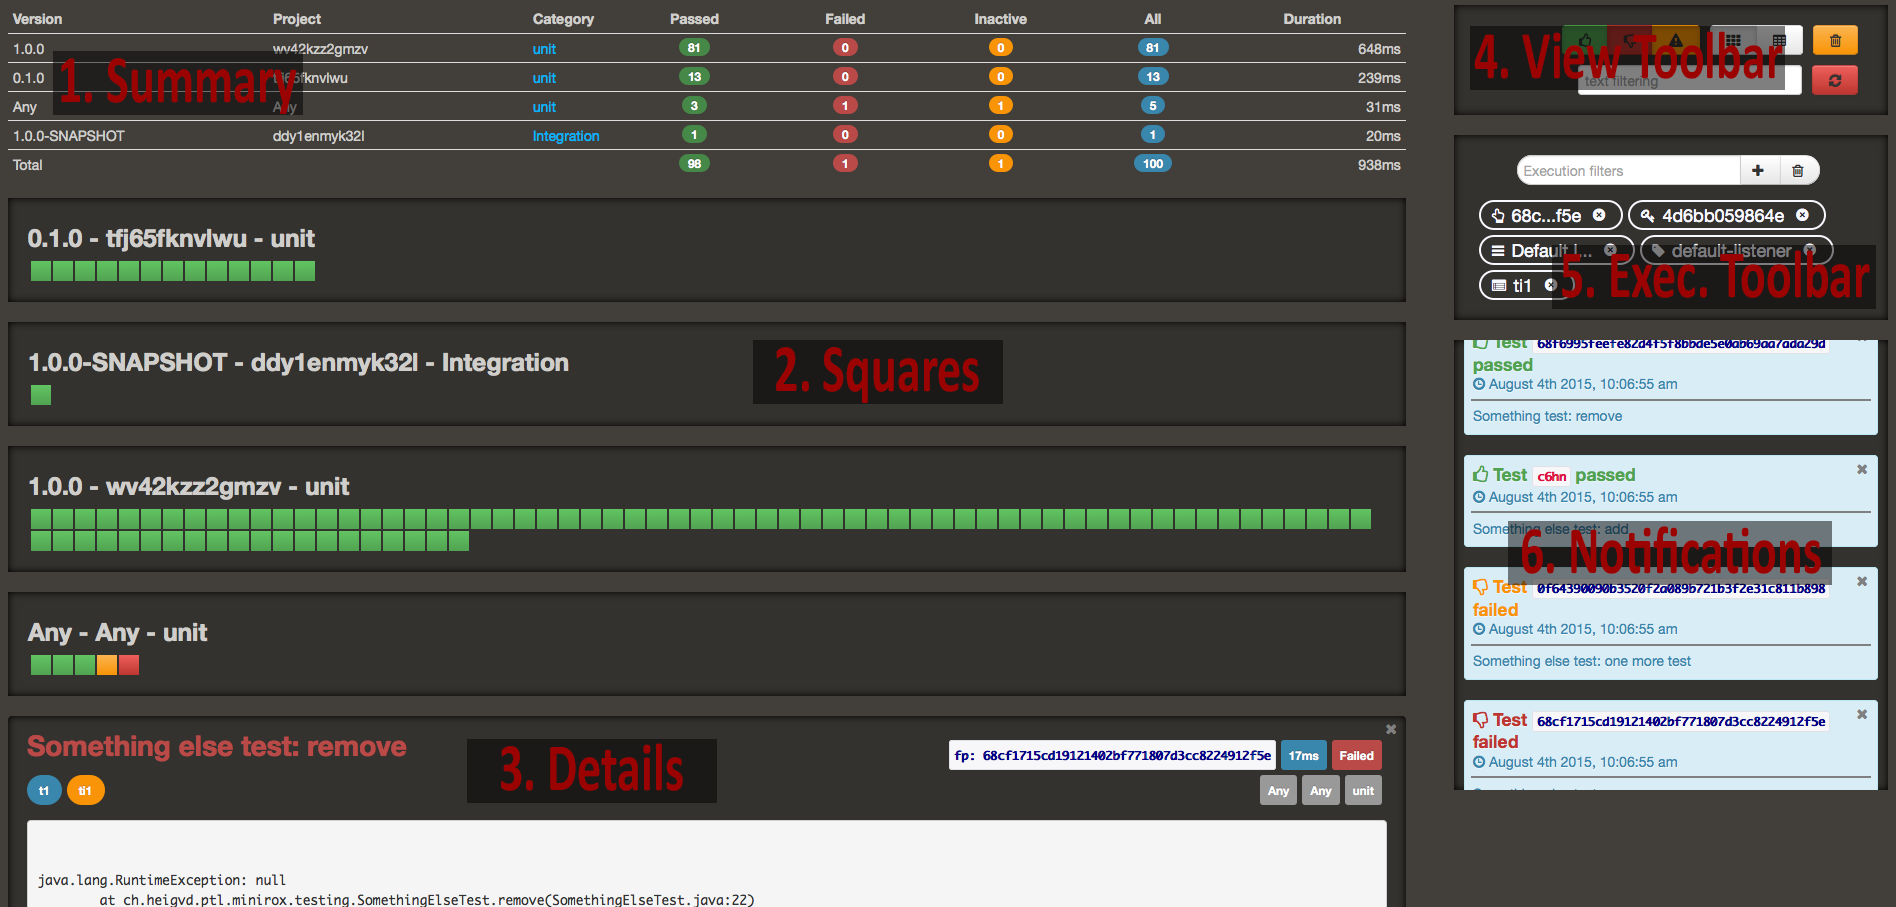 Version Project Category Passed Failed Inactive All Duration
1.0.0 wv42kzz2gmzv unit 81 0 0 81 648ms
0.1.0 tfj65fknvlwu unit 13 0 0 13 239ms
Any Any unit 3 1 1 5 31ms
1.0.0-SNAPSHOT ddy1enmyk32l Integration 1 0 0 1 20ms
Total 98 1 1 100 938ms
1. Summary
0.1.0 - tfj65fknvlwu - unit
1.0.0-SNAPSHOT - ddy1enmyk32l - Integration
2. Squares
1.0.0 - wv42kzz2gmzv - unit
Any - Any - unit
Something else test: remove
3. Details
fp: 68cf1715cd19121402bf771807d3cc8224912f5e 17ms Failed
t1 ti1
Any Any unit
java.lang.RuntimeException: null
at ch.heigvd.ptl.minirox.testing.SomethingElseTest.remove(SomethingElseTest.java:22)
4. View Toolbar
text filtering
Execution filters
68c...f5e 4d6bb059864e
Default i... default-listener
ti1
5. Exec. Toolbar
Test 68f6995feefe82d4f5f8bbde5e0ab69aa7ada29d
passed
August 4th 2015, 10:06:55 am
Something test: remove
Test c6hn passed
August 4th 2015, 10:06:55 am
Something else test: add
6. Notifications
Test 0f64390090b3520f2a089b721b3f2e31c811b898
failed
August 4th 2015, 10:06:55 am
Something else test: one more test
Test 68cf1715cd19121402bf771807d3cc8224912f5e
failed
August 4th 2015, 10:06:55 am